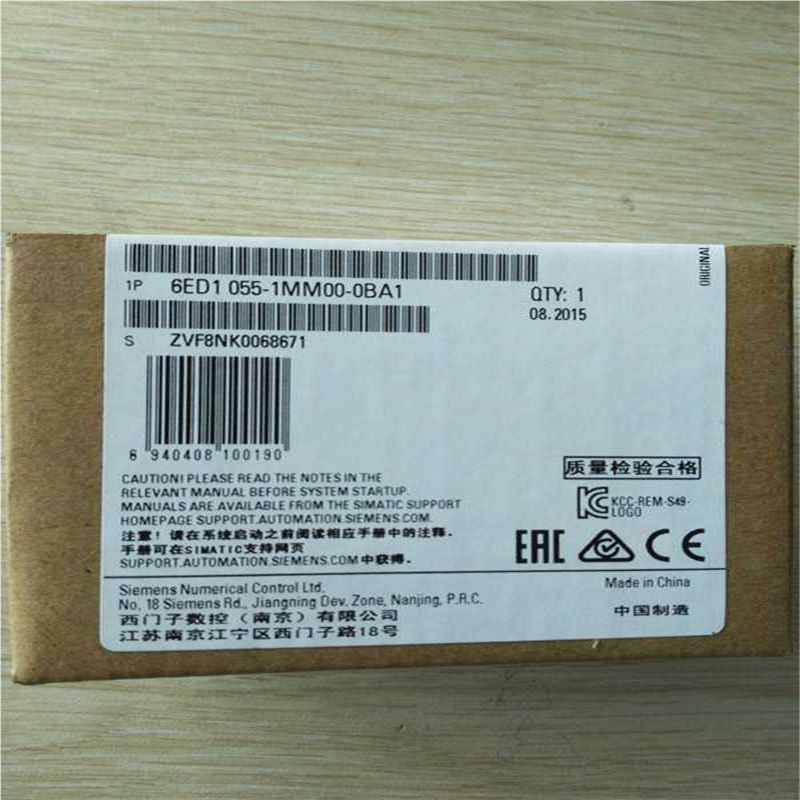 1P 6ED1 055-1MM00-0BA1
QTY: 1
08.2015
S ZVF8NK0068671
6 940408 100190
CAUTION! PLEASE READ THE NOTES IN THE
RELEVANT MANUAL BEFORE SYSTEM STARTUP.
MANUALS ARE AVAILABLE FROM THE SIMATIC SUPPORT
HOMEPAGE SUPPORT.AUTOMATION.SIEMENS.COM.
注意!请在系统启动之前阅读相应手册中的注释.
手册可在SIMATIC支持网页
SUPPORT.AUTOMATION.SIEMENS.COM 中获得.
ORIGINAL
质量检验合格
KCC-REM-S49-
LOGO
EAC CE
Siemens Numerical Control Ltd.
No. 18 Siemens Rd., Jiangning Dev. Zone, Nanjing, P.R.C.
西门子数控(南京)有限公司
江苏南京江宁区西门子路18号
Made in China
中国制造